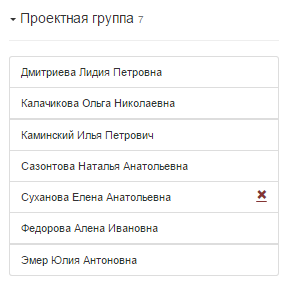 Проектная группа 7
Дмитриева Лидия Петровна
Калачикова Ольга Николаевна
Каминский Илья Петрович
Сазонтова Наталья Анатольевна
Суханова Елена Анатольевна
Федорова Алена Ивановна
Эмер Юлия Антоновна